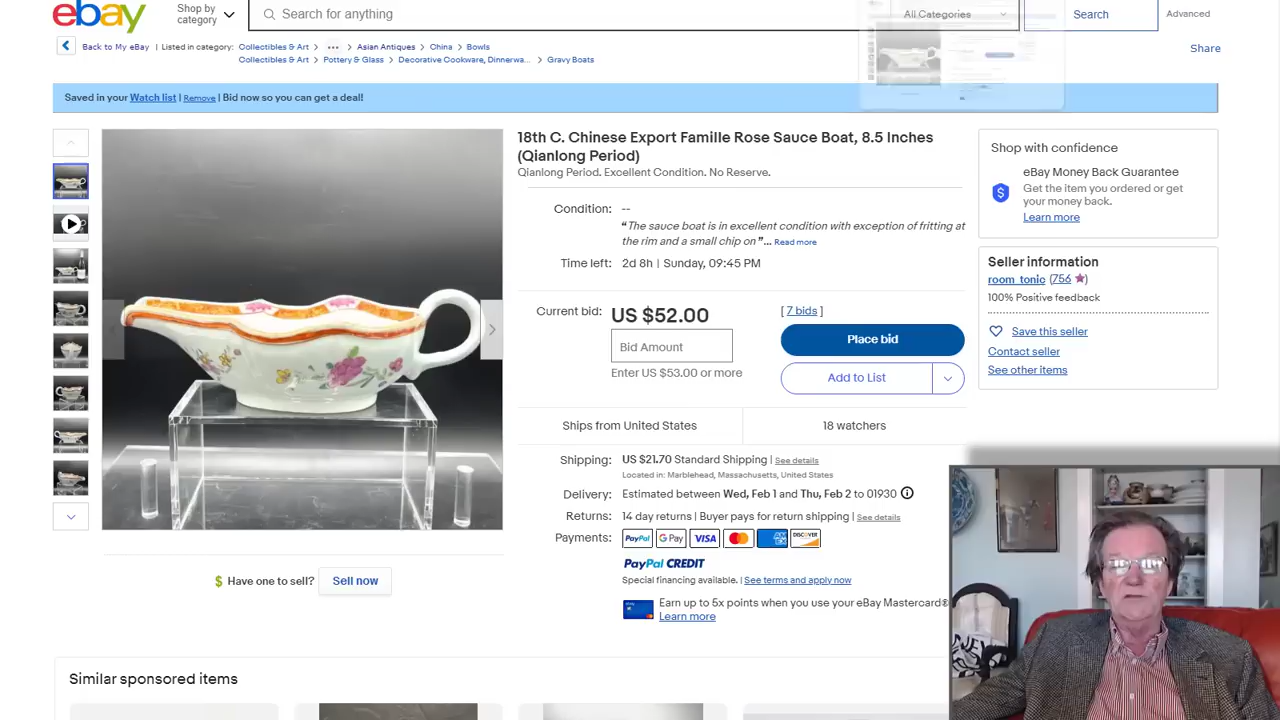 ebay
Shop by
category
Search for anything
All Categories
Search
Advanced
Back to My eBay | Listed in category: Collectibles & Art > ... > Asian Antiques > China > Bowls
Collectibles & Art > Pottery & Glass > Decorative Cookware, Dinnerwa... > Gravy Boats
Share
Saved in your Watch list | Remove | Bid now so you can get a deal!
18th C. Chinese Export Famille Rose Sauce Boat, 8.5 Inches
(Qianlong Period)
Qianlong Period. Excellent Condition. No Reserve.
Condition: --
“The sauce boat is in excellent condition with exception of fritting at
the rim and a small chip on”... Read more
Time left: 2d 8h | Sunday, 09:45 PM
Current bid: US $52.00
[ 7 bids ]
Bid Amount
Place bid
Enter US $53.00 or more
Add to List
Ships from United States
18 watchers
Shipping: US $21.70 Standard Shipping | See details
Located in: Marblehead, Massachusetts, United States
Delivery: Estimated between Wed, Feb 1 and Thu, Feb 2 to 01930
Returns: 14 day returns | Buyer pays for return shipping | See details
Payments: PayPal G Pay VISA DISCOVER
PayPal CREDIT
Special financing available. | See terms and apply now
Earn up to 5x points when you use your eBay Mastercard®
Learn more
Shop with confidence
eBay Money Back Guarantee
Get the item you ordered or get
your money back.
Learn more
Seller information
room_tonic (756)
100% Positive feedback
Save this seller
Contact seller
See other items
Have one to sell? Sell now
Similar sponsored items